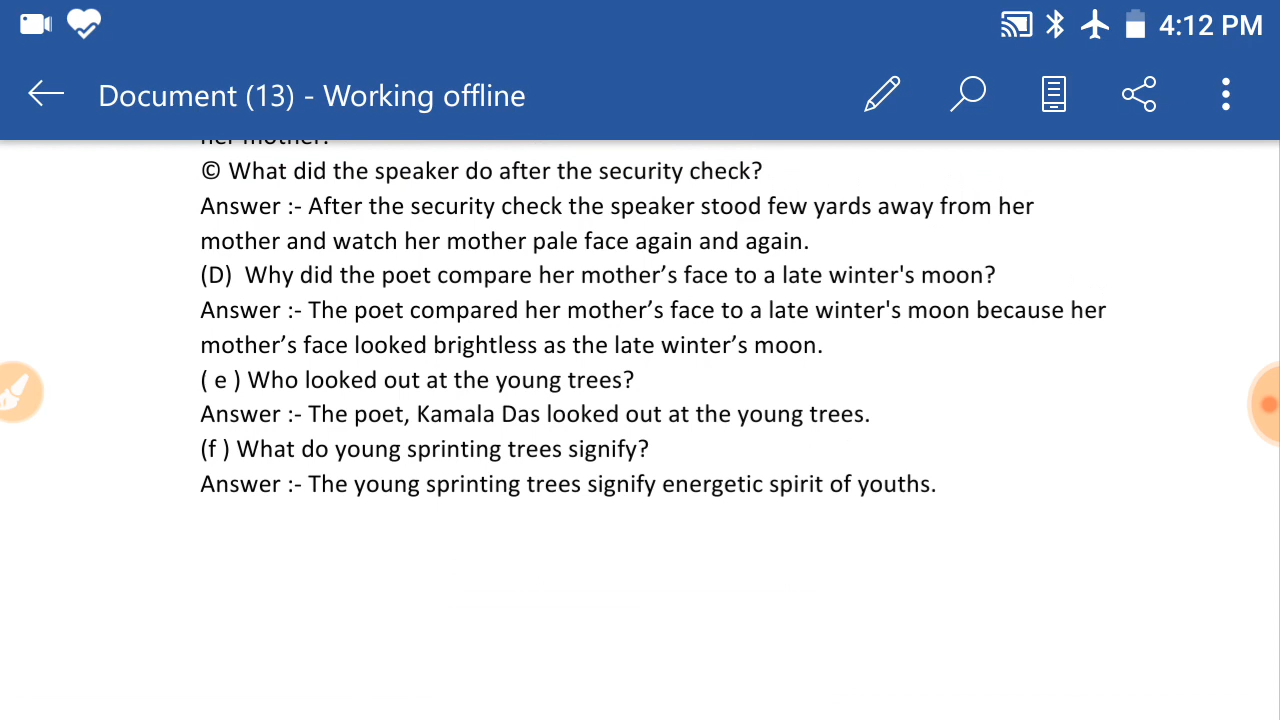 4:12 PM
Document (13) - Working offline
her mother.
© What did the speaker do after the security check?
Answer :- After the security check the speaker stood few yards away from her
mother and watch her mother pale face again and again.
(D)  Why did the poet compare her mother’s face to a late winter's moon?
Answer :- The poet compared her mother’s face to a late winter's moon because her
mother’s face looked brightless as the late winter’s moon.
( e ) Who looked out at the young trees?
Answer :- The poet, Kamala Das looked out at the young trees.
(f ) What do young sprinting trees signify?
Answer :- The young sprinting trees signify energetic spirit of youths.